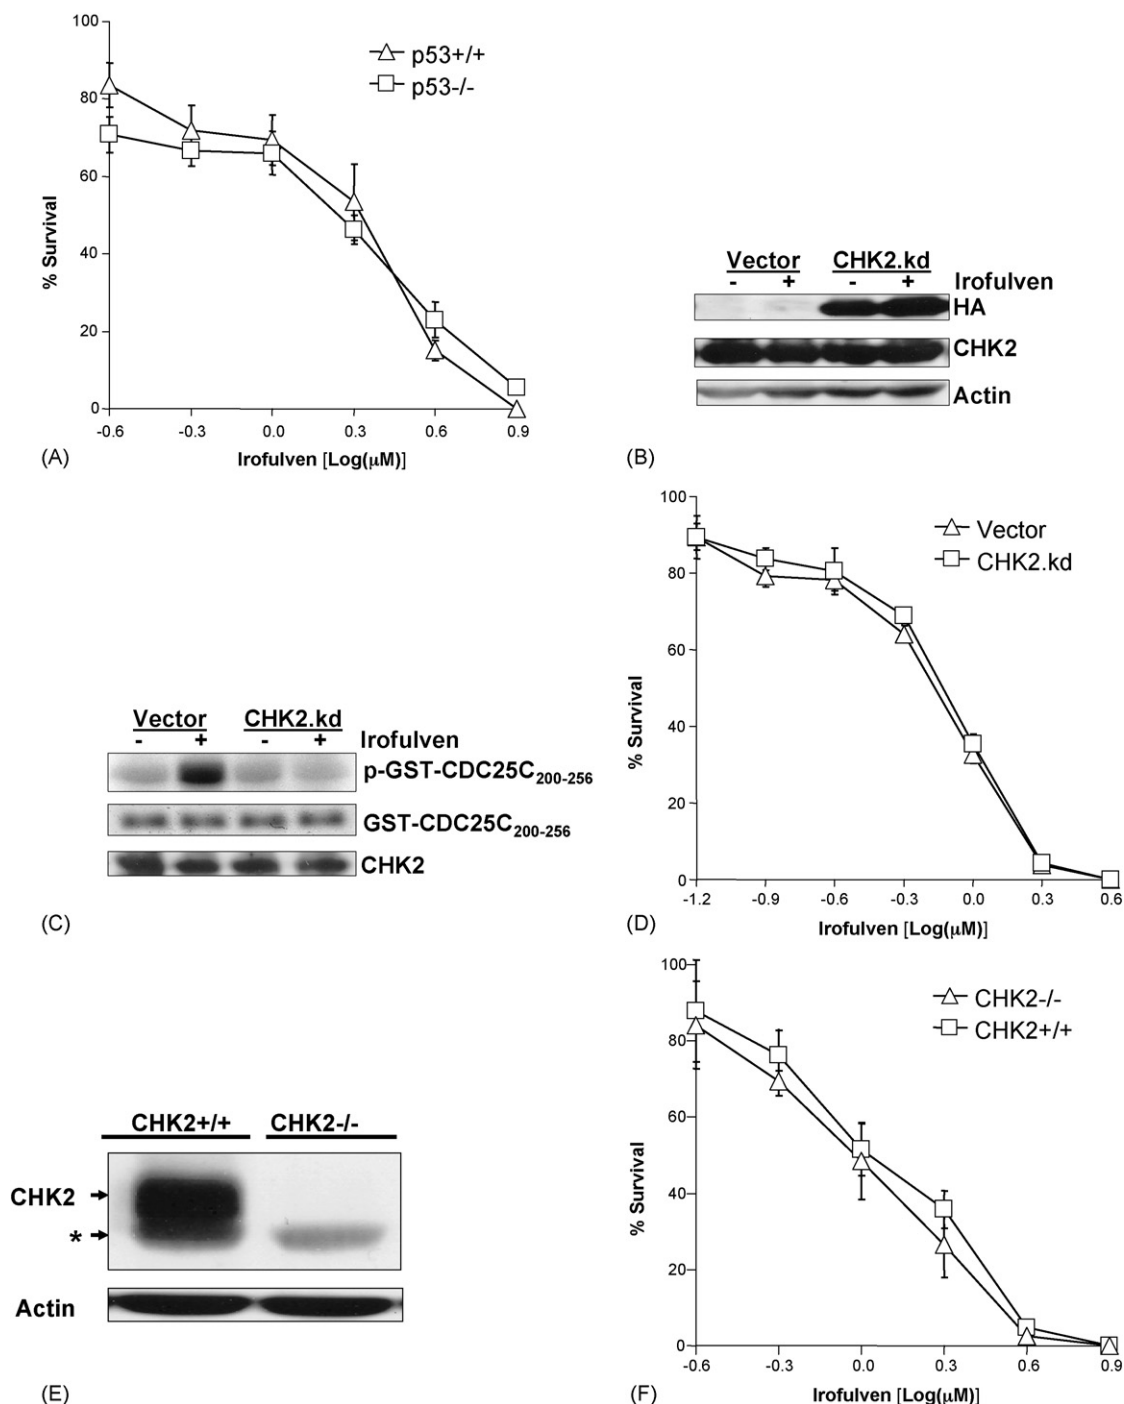 100
80
60
40
20
0
% Survival
p53+/+
p53-/-
-0.6 -0.3 0.0 0.3 0.6 0.9
Irofulven [Log(μM)]
(A)
Vector CHK2.kd
- + - + Irofulven
HA
CHK2
Actin
(B)
Vector CHK2.kd
- + - + Irofulven
p-GST-CDC25C200-256
GST-CDC25C200-256
CHK2
(C)
100
80
60
40
20
0
% Survival
Vector
CHK2.kd
-1.2 -0.9 -0.6 -0.3 0.0 0.3 0.6
Irofulven [Log(μM)]
(D)
CHK2+/+ CHK2-/-
CHK2
*
Actin
(E)
100
80
60
40
20
0
% Survival
CHK2-/-
CHK2+/+
-0.6 -0.3 0.0 0.3 0.6 0.9
Irofulven [Log(μM)]
(F)